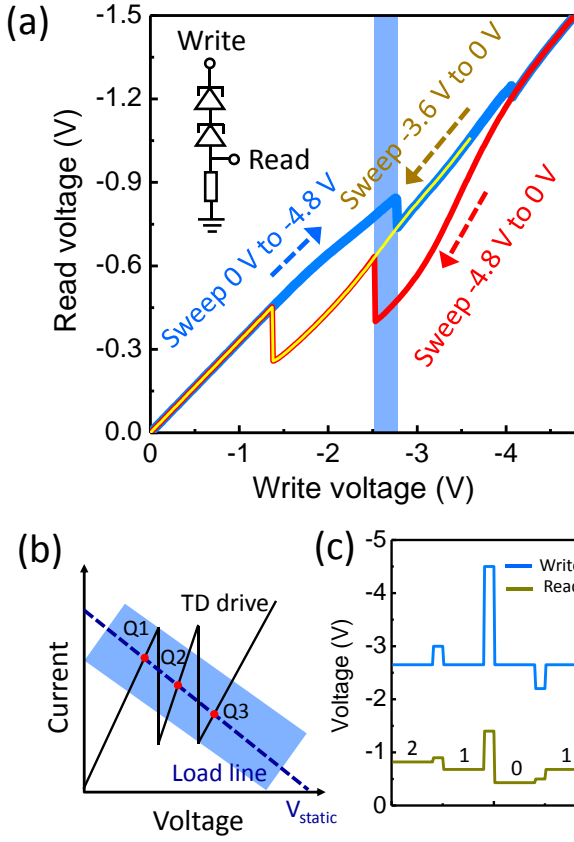 (a)
-1.5
-1.2
-0.9
-0.6
-0.3
0.0
Read voltage (V)
Write
Read
Sweep 0 V to -4.8 V
Sweep -3.6 V to 0 V
Sweep -4.8 V to 0 V
0
-1
-2
-3
-4
Write voltage (V)
(b)
Current
TD drive
Q1
Q2
Q3
Load line
Voltage
V_static
(c)
-5
-4
-3
-2
-1
0
Voltage (V)
Write
Read
2
1
0
1